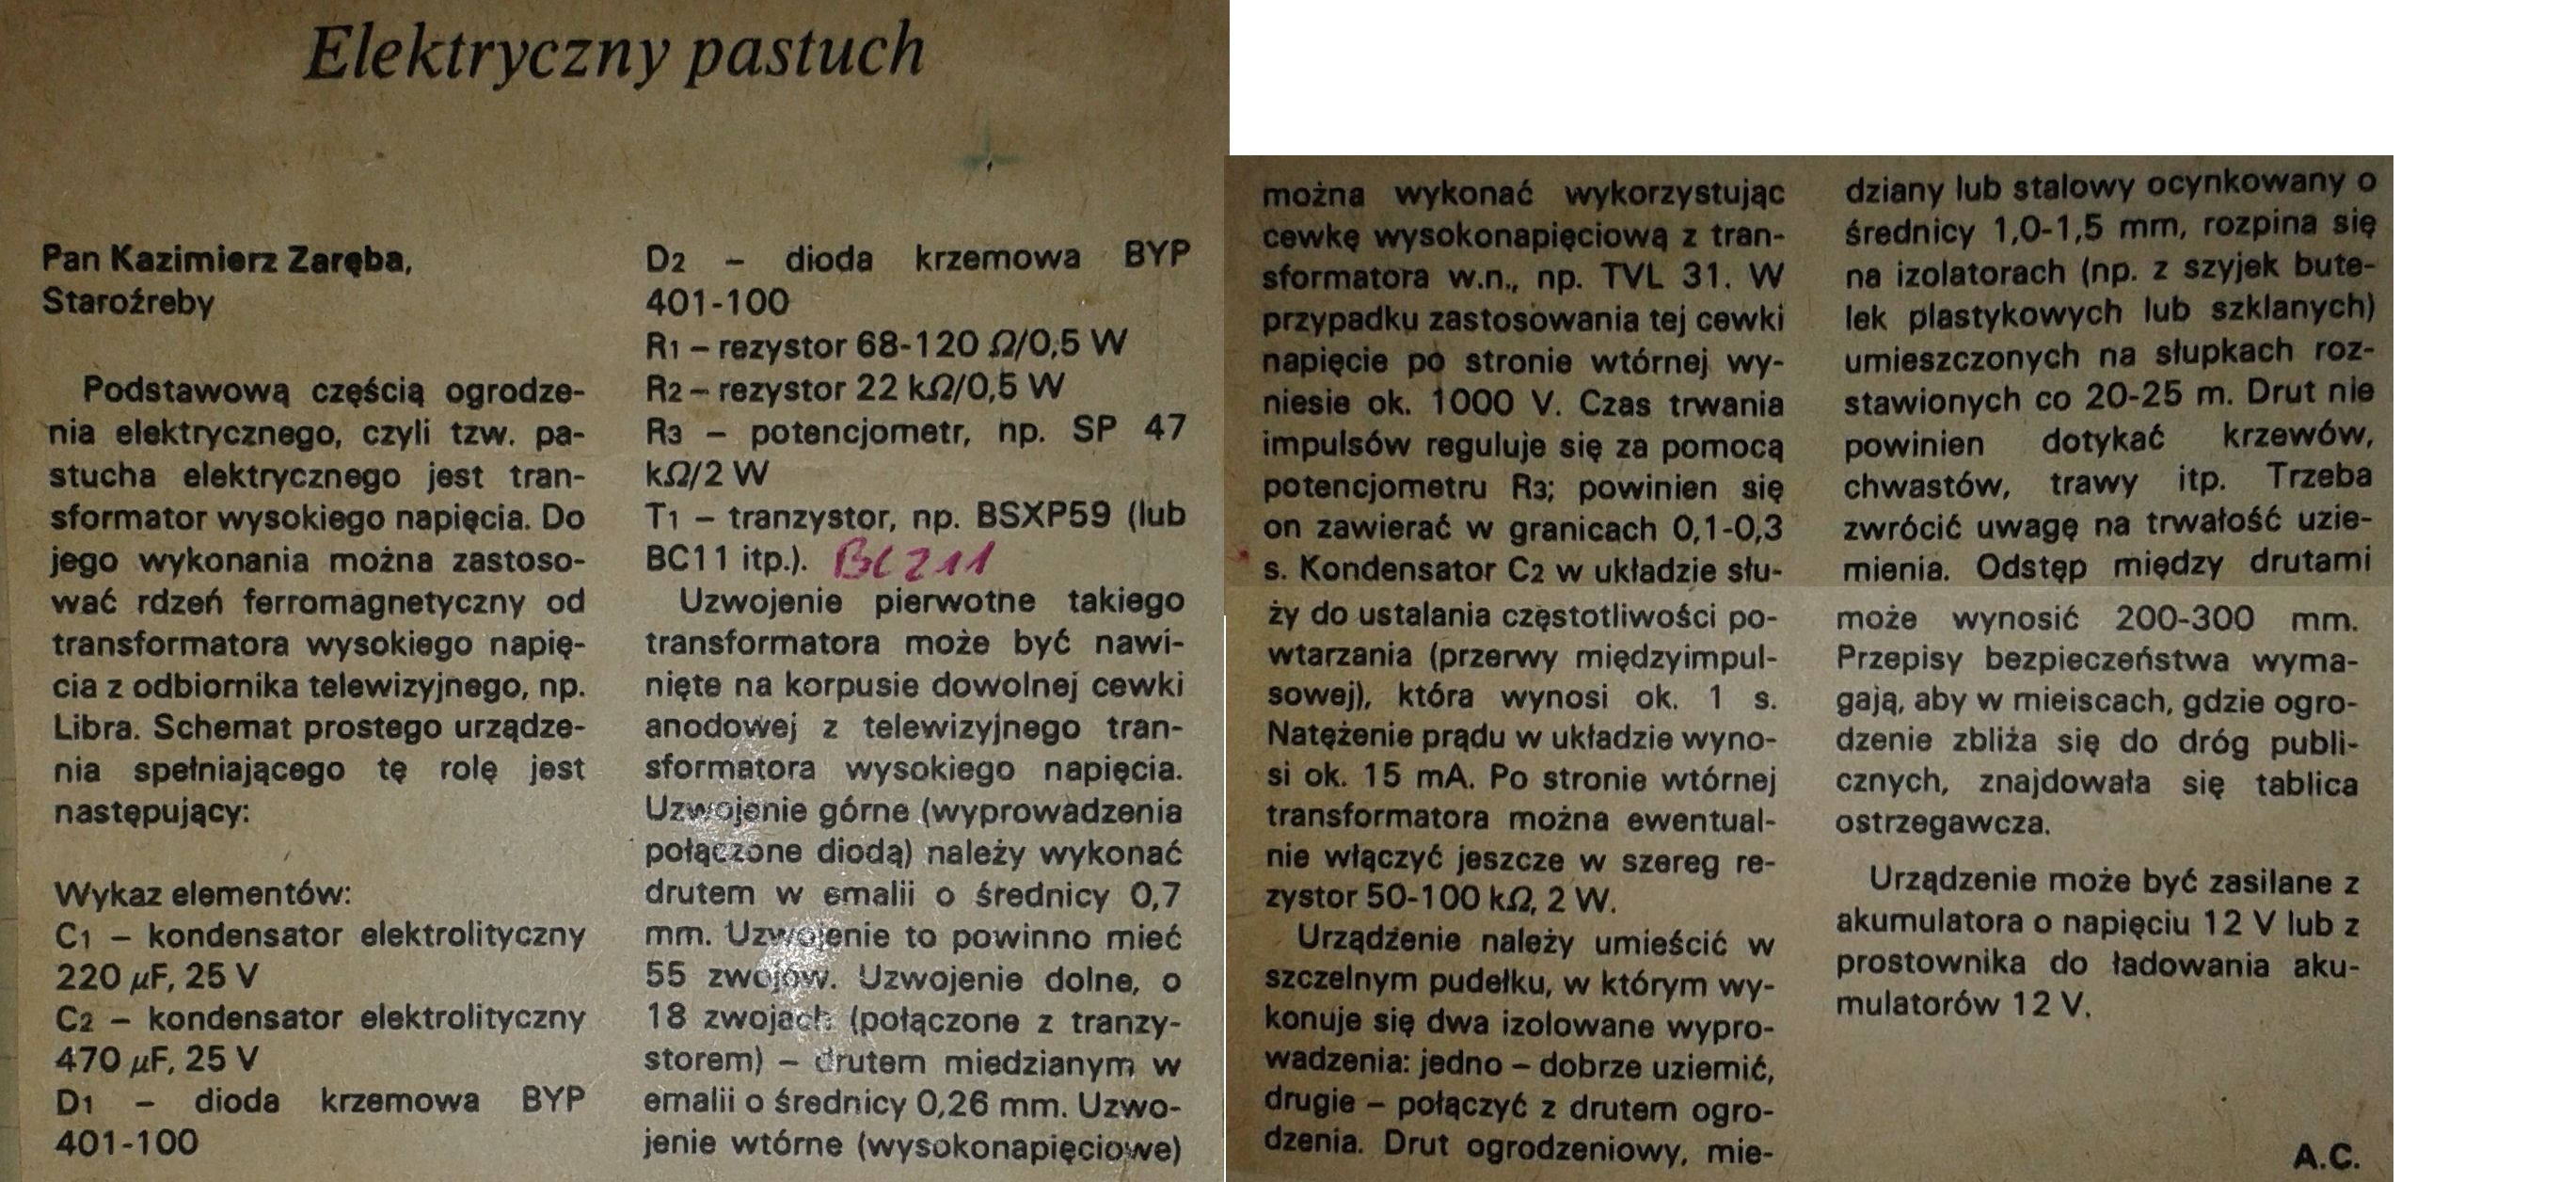 Elektryczny pastuch
Pan Kazimierz Zaręba,
Staroźreby
Podstawową częścią ogrodze-
nia elektrycznego, czyli tzw. pa-
stucha elektrycznego jest tran-
sformator wysokiego napięcia. Do
jego wykonania można zastoso-
wać rdzeń ferromagnetyczny od
transformatora wysokiego napię-
cia z odbiornika telewizyjnego, np.
Libra. Schemat prostego urządze-
nia spełniającego tę rolę jest
następujący:
Wykaz elementów:
C1 – kondensator elektrolityczny
220 μF, 25 V
C2 – kondensator elektrolityczny
470 μF, 25 V
D1 – dioda krzemowa BYP
401-100
D2 – dioda krzemowa BYP
401-100
R1 – rezystor 68-120 Ω/0,5 W
R2 – rezystor 22 kΩ/0,5 W
R3 – potencjometr, np. SP 47
kΩ/2 W
T1 – tranzystor, np. BSXP59 (lub
BC11 itp.). BC211
Uzwojenie pierwotne takiego
transformatora może być nawi-
nięte na korpusie dowolnej cewki
anodowej z telewizyjnego tran-
sformatora wysokiego napięcia.
Uzwojenie górne (wyprowadzenia
połączone diodą) należy wykonać
drutem w emalii o średnicy 0,7
mm. Uzwojenie to powinno mieć
55 zwojów. Uzwojenie dolne, o
18 zwojach (połączone z tranzy-
storem) – drutem miedzianym w
emalii o średnicy 0,26 mm. Uzwo-
jenie wtórne (wysokonapięciowe)
można wykonać wykorzystując
cewkę wysokonapięciową z tran-
sformatora w.n., np. TVL 31. W
przypadku zastosowania tej cewki
napięcie po stronie wtórnej wy-
niesie ok. 1000 V. Czas trwania
impulsów reguluje się za pomocą
potencjometru R3; powinien się
on zawierać w granicach 0,1-0,3
s. Kondensator C2 w układzie słu-
ży do ustalania częstotliwości po-
wtarzania (przerwy międzyimpul-
sowej), która wynosi ok. 1 s.
Natężenie prądu w układzie wyno-
si ok. 15 mA. Po stronie wtórnej
transformatora można ewentual-
nie włączyć jeszcze w szereg re-
zystor 50-100 kΩ, 2 W.
Urządzenie należy umieścić w
szczelnym pudełku, w którym wy-
konuje się dwa izolowane wypro-
wadzenia: jedno – dobrze uziemić,
drugie – połączyć z drutem ogro-
dzenia. Drut ogrodzeniowy, mie-
dziany lub stalowy ocynkowany o
średnicy 1,0-1,5 mm, rozpina się
na izolatorach (np. z szyjek bute-
lek plastykowych lub szklanych)
umieszczonych na słupkach roz-
stawionych co 20-25 m. Drut nie
powinien dotykać krzewów,
chwastów, trawy itp. Trzeba
zwrócić uwagę na trwałość uzie-
mienia. Odstęp między drutami
może wynosić 200-300 mm.
Przepisy bezpieczeństwa wyma-
gają, aby w mieiscach, gdzie ogro-
dzenie zbliża się do dróg publi-
cznych, znajdowała się tablica
ostrzegawcza.
Urządzenie może być zasilane z
akumulatora o napięciu 12 V lub z
prostownika do ładowania aku-
mulatorów 12 V.
A.C.